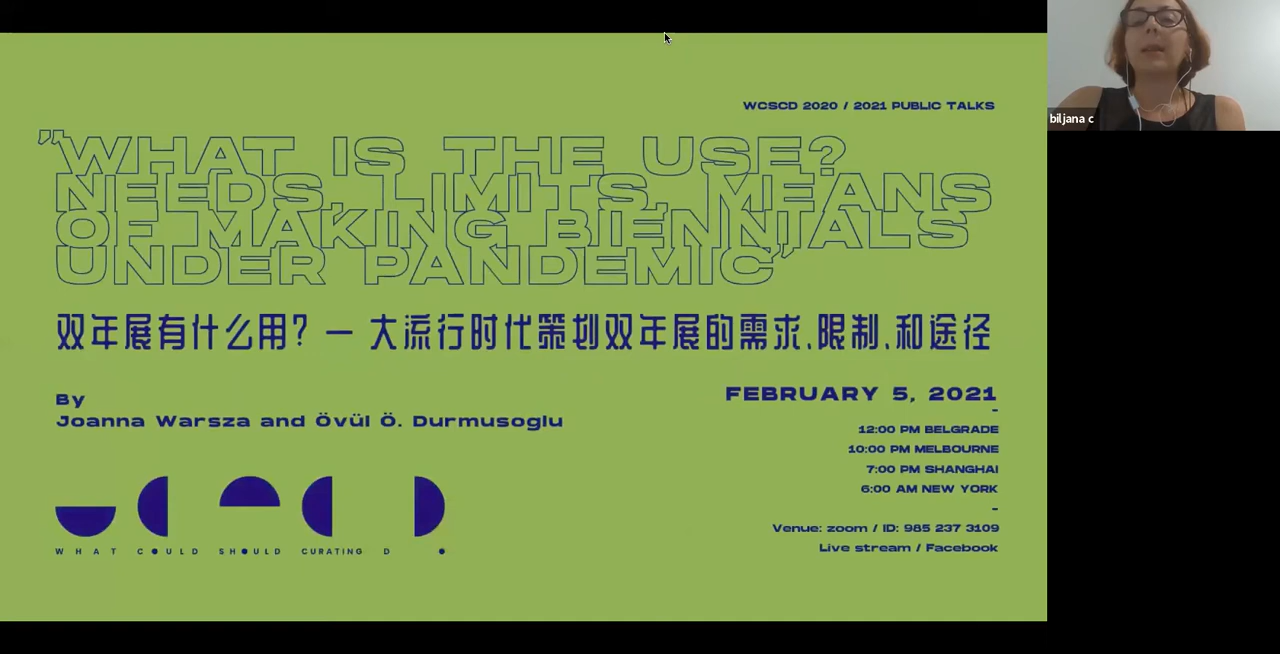 WCSCD 2020 / 2021 PUBLIC TALKS
"WHAT IS THE USE?
NEEDS, LIMITS, MEANS
OF MAKING BIENNIALS
UNDER PANDEMIC"
双年展有什么用? — 大流行时代策划双年展的需求,限制,和途径
By
Joanna Warsza and Övül Ö. Durmusoglu
FEBRUARY 5, 2021
-
12:00 PM BELGRADE
10:00 PM MELBOURNE
7:00 PM SHANGHAI
6:00 AM NEW YORK
-
Venue: zoom / ID: 985 237 3109
Live stream / Facebook
WHAT COULD SHOULD CURATING DO
biljana c